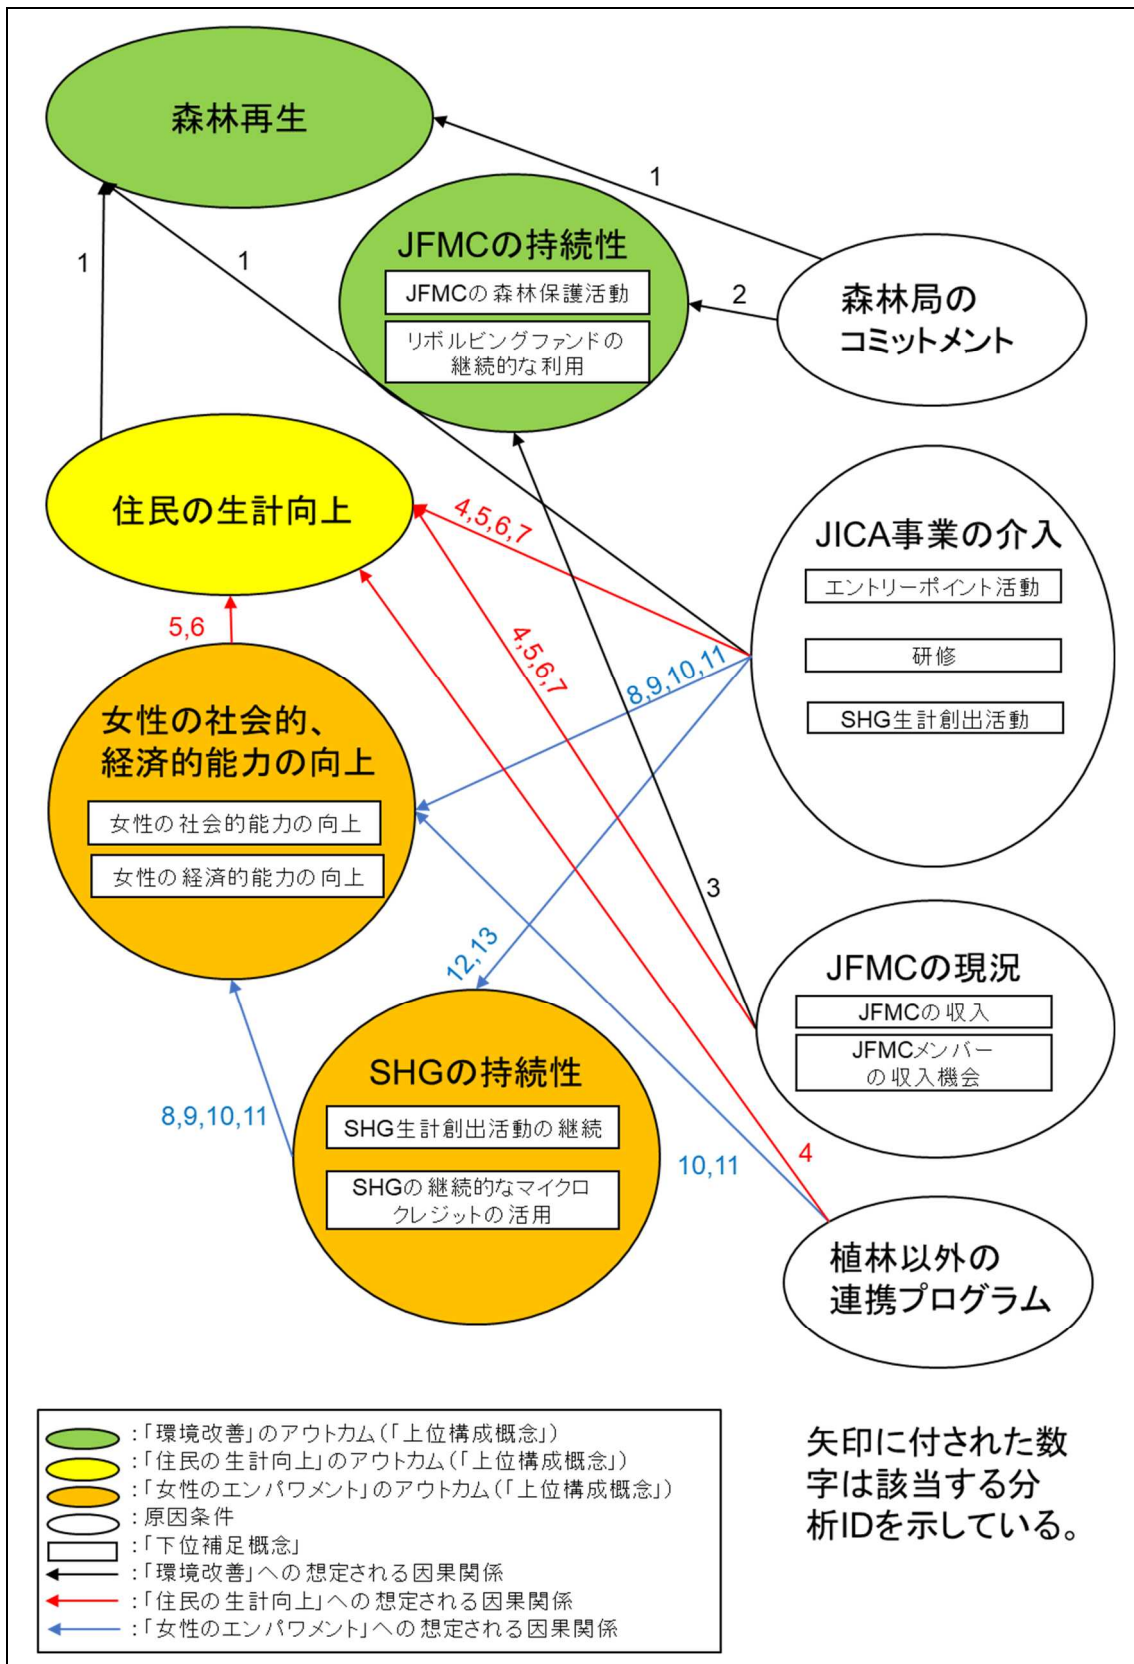 森林再生
1
1
1
JFMCの持続性
JFMCの森林保護活動
リボルビングファンドの
継続的な利用
2
森林局の
コミットメント
住民の生計向上
4,5,6,7
JICA事業の介入
エントリーポイント活動
研修
SHG生計創出活動
5,6
4,5,6,7
8,9,10,11
女性の社会的、
経済的能力の向上
女性の社会的能力の向上
女性の経済的能力の向上
3
12,13
JFMCの現況
JFMCの収入
JFMCメンバー
の収入機会
SHGの持続性
SHG生計創出活動の継続
SHGの継続的なマイクロ
クレジットの活用
8,9,10,11
10,11
4
植林以外の
連携プログラム
:「環境改善」のアウトカム(「上位構成概念」)
:「住民の生計向上」のアウトカム(「上位構成概念」)
:「女性のエンパワメント」のアウトカム(「上位構成概念」)
:原因条件
:「下位補足概念」
:「環境改善」への想定される因果関係
:「住民の生計向上」への想定される因果関係
:「女性のエンパワメント」への想定される因果関係
矢印に付された数
字は該当する分
析IDを示している。